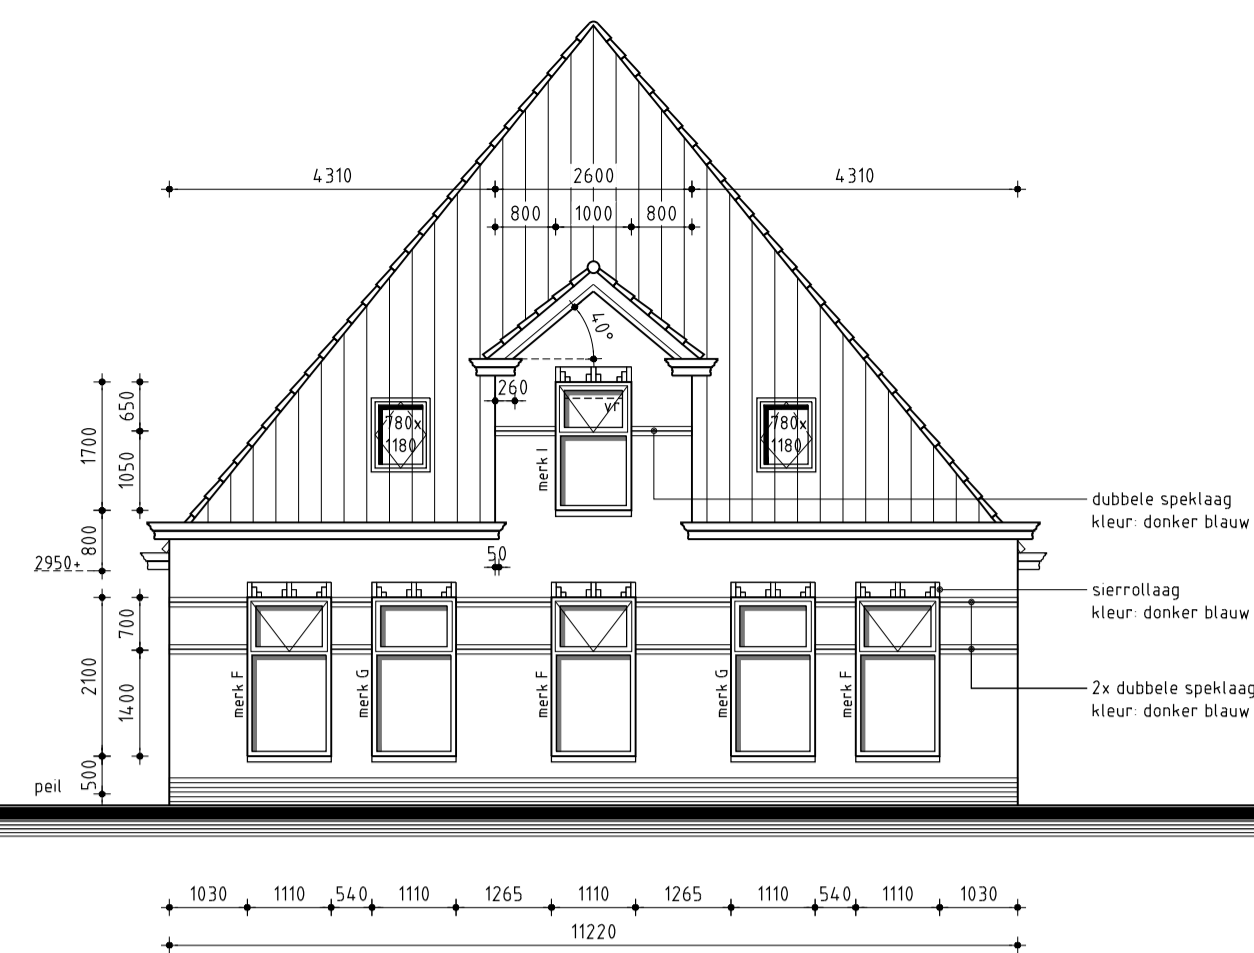 4310 2600 4310
800 1000 800
40°
260
650
vr
780x
1180
780x
1180
1700
1050
merk I
dubbele speklaag
kleur: donker blauw
800
50
2950+
sierrollaag
kleur: donker blauw
700
2100
1400
merk F
merk G
merk F
merk G
merk F
2x dubbele speklaag
kleur: donker blauw
500
peil
1030 1110 540 1110 1265 1110 1265 1110 540 1110 1030
11220